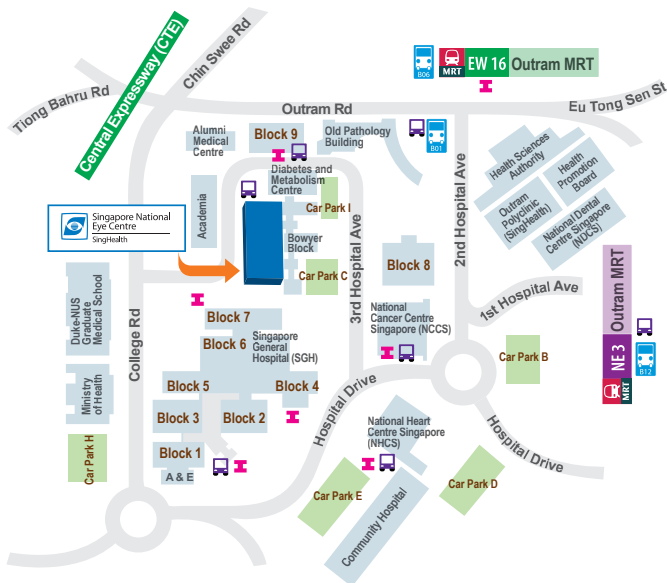 Central Expressway (CTE)
Chin Swee Rd
Tiong Bahru Rd
B06
MRT
EW 16
Outram MRT
Outram Rd
Eu Tong Sen St
Alumni
Medical
Centre
Block 9
Old Pathology
Building
B01
Health Sciences
Authority
Health
Promotion
Board
Outram
Polyclinic
(SingHealth)
National Dental
Centre Singapore
(NDCS)
2nd Hospital Ave
Diabetes and
Metabolism
Centre
Academia
Car Park I
Singapore National
Eye Centre
SingHealth
Bowyer
Block
Car Park C
3rd Hospital Ave
Block 8
1st Hospital Ave
Outram MRT
NE 3
MRT
B12
Duke-NUS
Graduate
Medical School
College Rd
Block 7
Block 6
Singapore
General
Hospital (SGH)
National
Cancer Centre
Singapore (NCCS)
Car Park B
Ministry
of Health
Block 5
Block 4
Block 3
Block 2
Hospital Drive
National Heart
Centre Singapore
(NHCS)
Hospital Drive
Car Park H
Block 1
A & E
Car Park E
Community Hospital
Car Park D